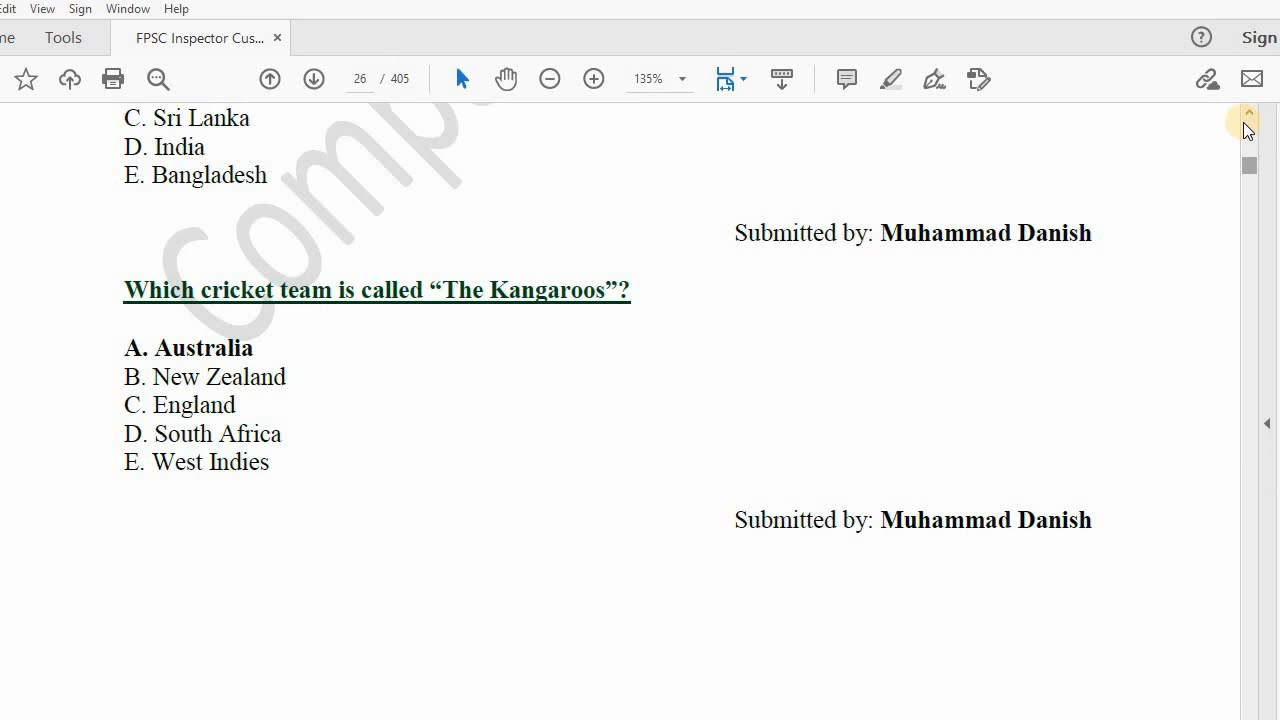 Edit View Sign Window Help
me Tools FPSC Inspector Cus... × ? Sign
26 / 405 135%
C. Sri Lanka
D. India
E. Bangladesh
Submitted by: Muhammad Danish
Which cricket team is called “The Kangaroos”?
A. Australia
B. New Zealand
C. England
D. South Africa
E. West Indies
Submitted by: Muhammad Danish
Comp